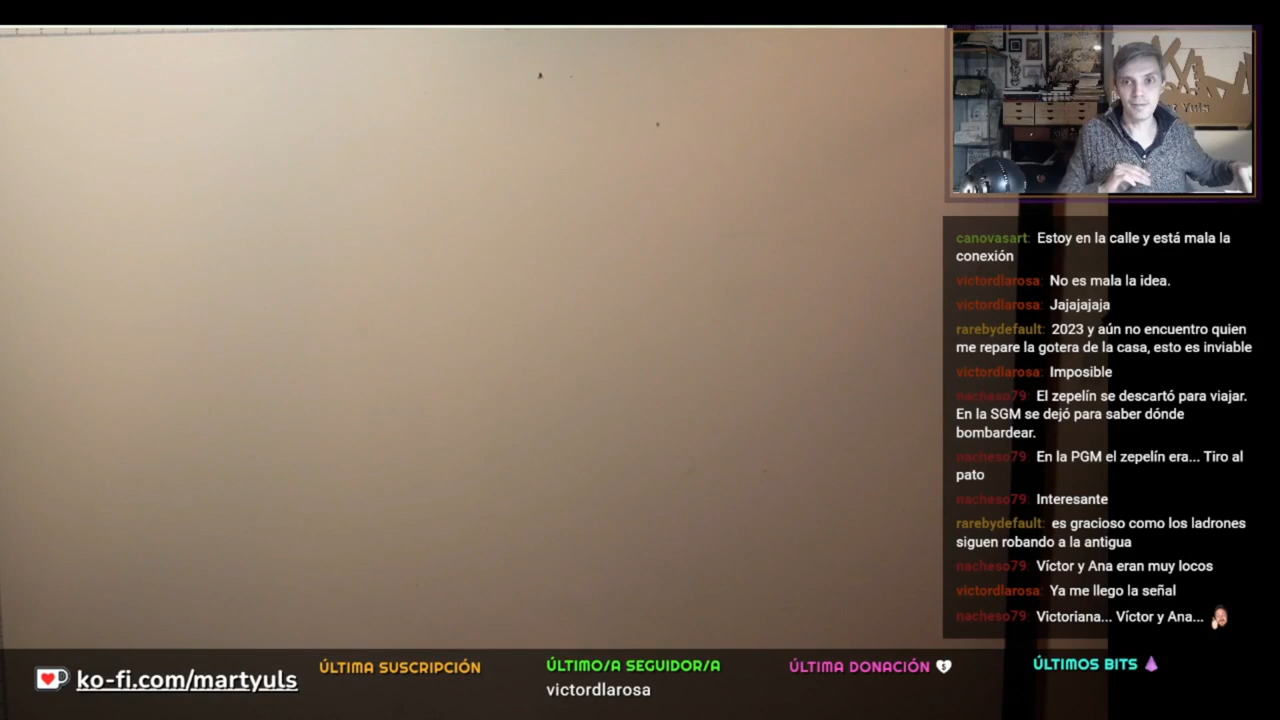 canovasart: Estoy en la calle y está mala la
conexión
victordlarosa: No es mala la idea.
victordlarosa: Jajajajaja
rarebydefault: 2023 y aún no encuentro quien
me repare la gotera de la casa, esto es inviable
victordlarosa: Imposible
nacheso79: El zepelín se descartó para viajar.
En la SGM se dejó para saber dónde
bombardear.
nacheso79: En la PGM el zepelín era... Tiro al
pato
nacheso79: Interesante
rarebydefault: es gracioso como los ladrones
siguen robando a la antigua
nacheso79: Víctor y Ana eran muy locos
victordlarosa: Ya me llego la señal
nacheso79: Victoriana... Víctor y Ana...
ko-fi.com/martyuls
ÚLTIMA SUSCRIPCIÓN
ÚLTIMO/A SEGUIDOR/A
victordlarosa
ÚLTIMA DONACIÓN
ÚLTIMOS BITS